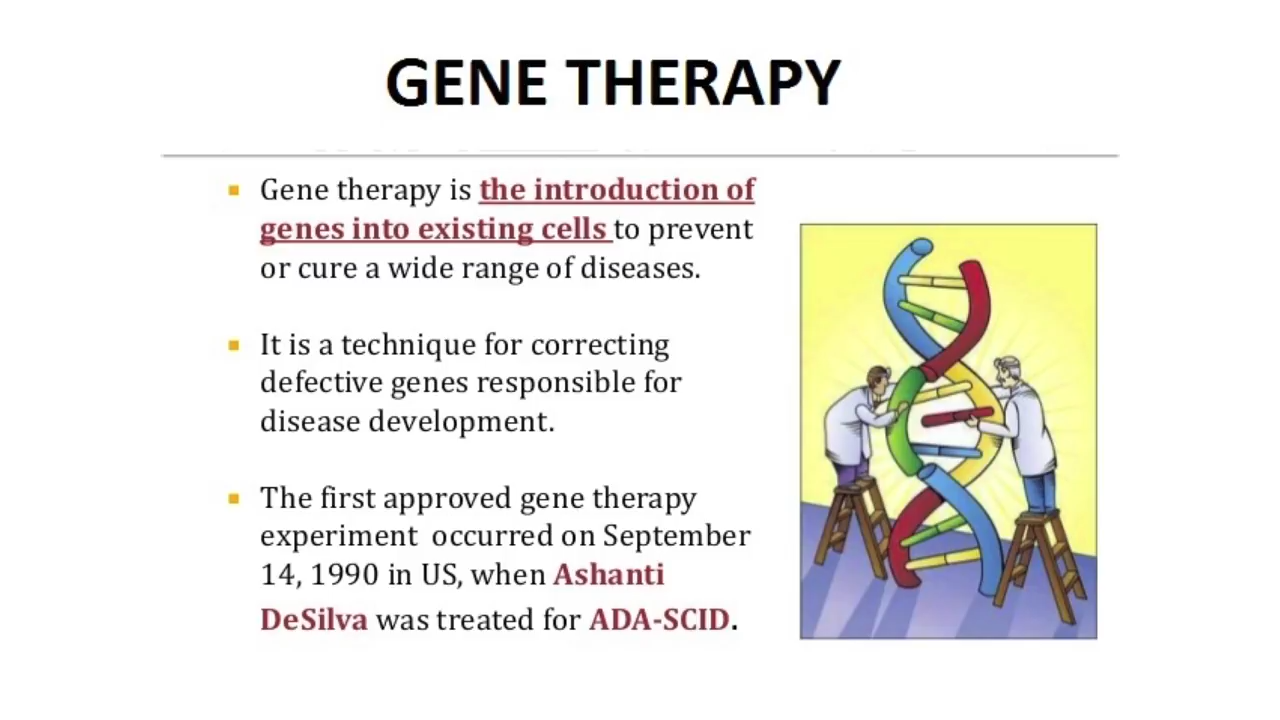 GENE THERAPY
Gene therapy is the introduction of
genes into existing cells to prevent
or cure a wide range of diseases.
It is a technique for correcting
defective genes responsible for
disease development.
The first approved gene therapy
experiment  occurred on September
14, 1990 in US, when Ashanti
DeSilva was treated for ADA-SCID.